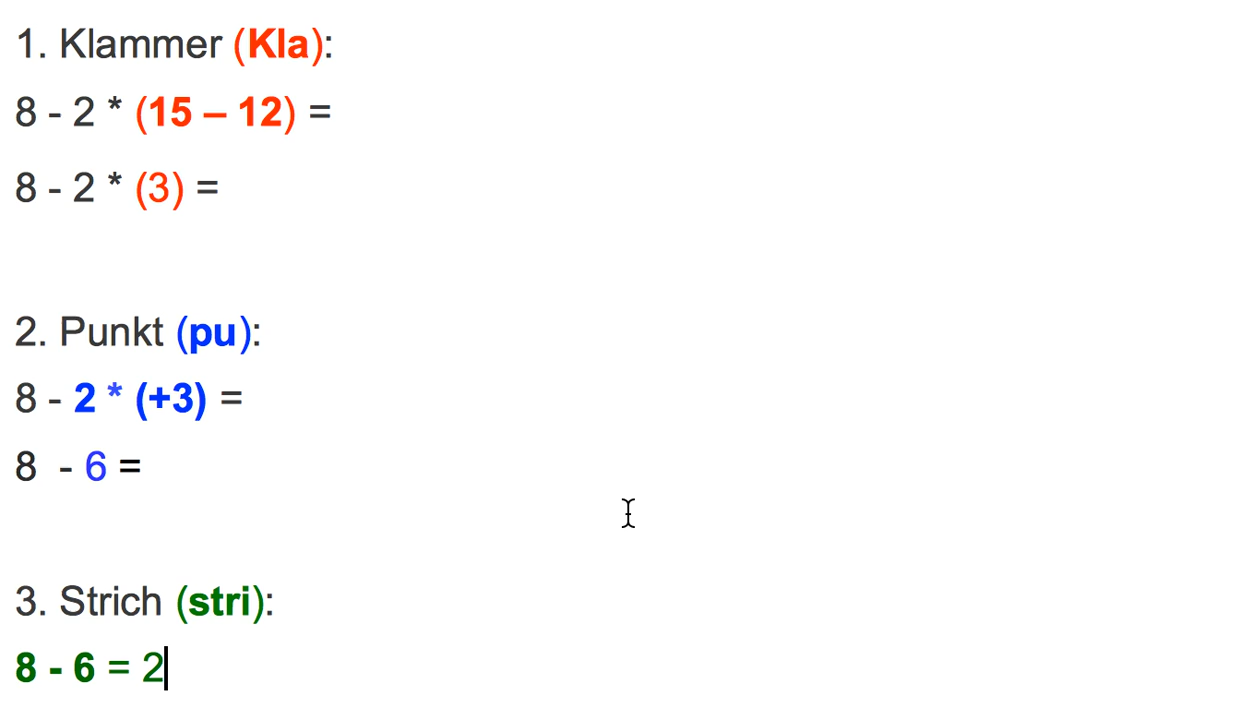 1. Klammer (Kla):
8 - 2 * (15 – 12) =
8 - 2 * (3) =
2. Punkt (pu):
8 - 2 * (+3) =
8 - 6 =
3. Strich (stri):
8 - 6 = 2